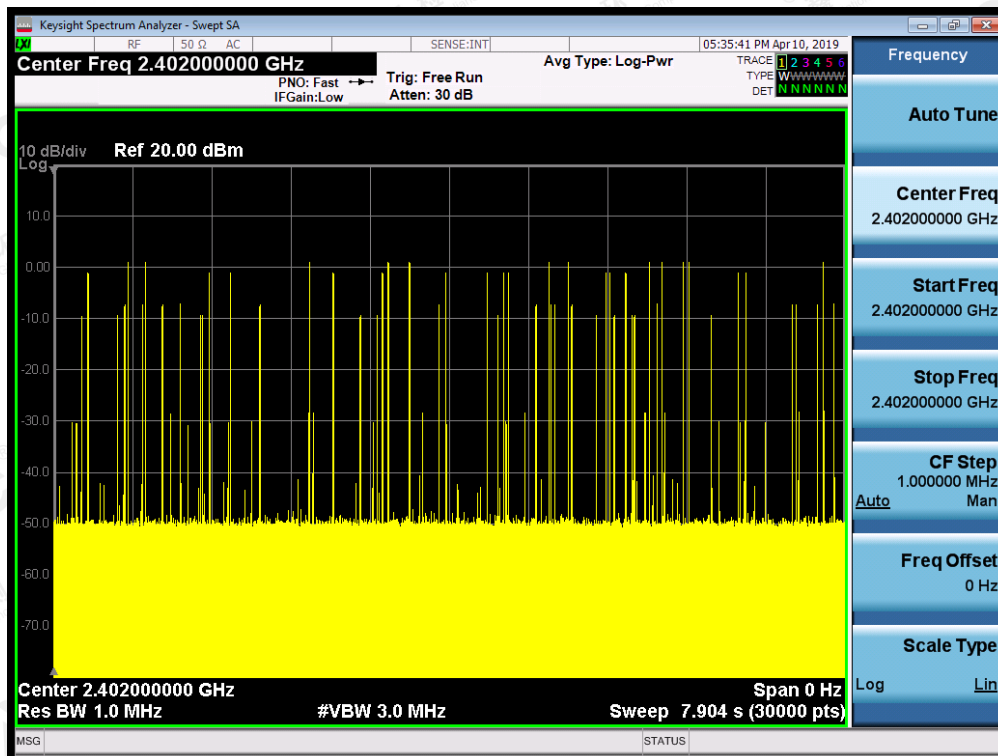 Keysight Spectrum Analyzer - Swept SA
LXI RF 50 Ω AC SENSE:INT 05:35:41 PM Apr 10, 2019
Center Freq 2.402000000 GHz
PNO: Fast
IFGain:Low
Trig: Free Run
Atten: 30 dB
Avg Type: Log-Pwr
TRACE 1 2 3 4 5 6
TYPE W
DET N N N N N N
10 dB/div Ref 20.00 dBm
Log
10.0
0.00
-10.0
-20.0
-30.0
-40.0
-50.0
-60.0
-70.0
Center 2.402000000 GHz Span 0 Hz
Res BW 1.0 MHz #VBW 3.0 MHz Sweep 7.904 s (30000 pts)
MSG STATUS
Frequency
Auto Tune
Center Freq
2.402000000 GHz
Start Freq
2.402000000 GHz
Stop Freq
2.402000000 GHz
CF Step
1.000000 MHz
Auto Man
Freq Offset
0 Hz
Scale Type
Log Lin